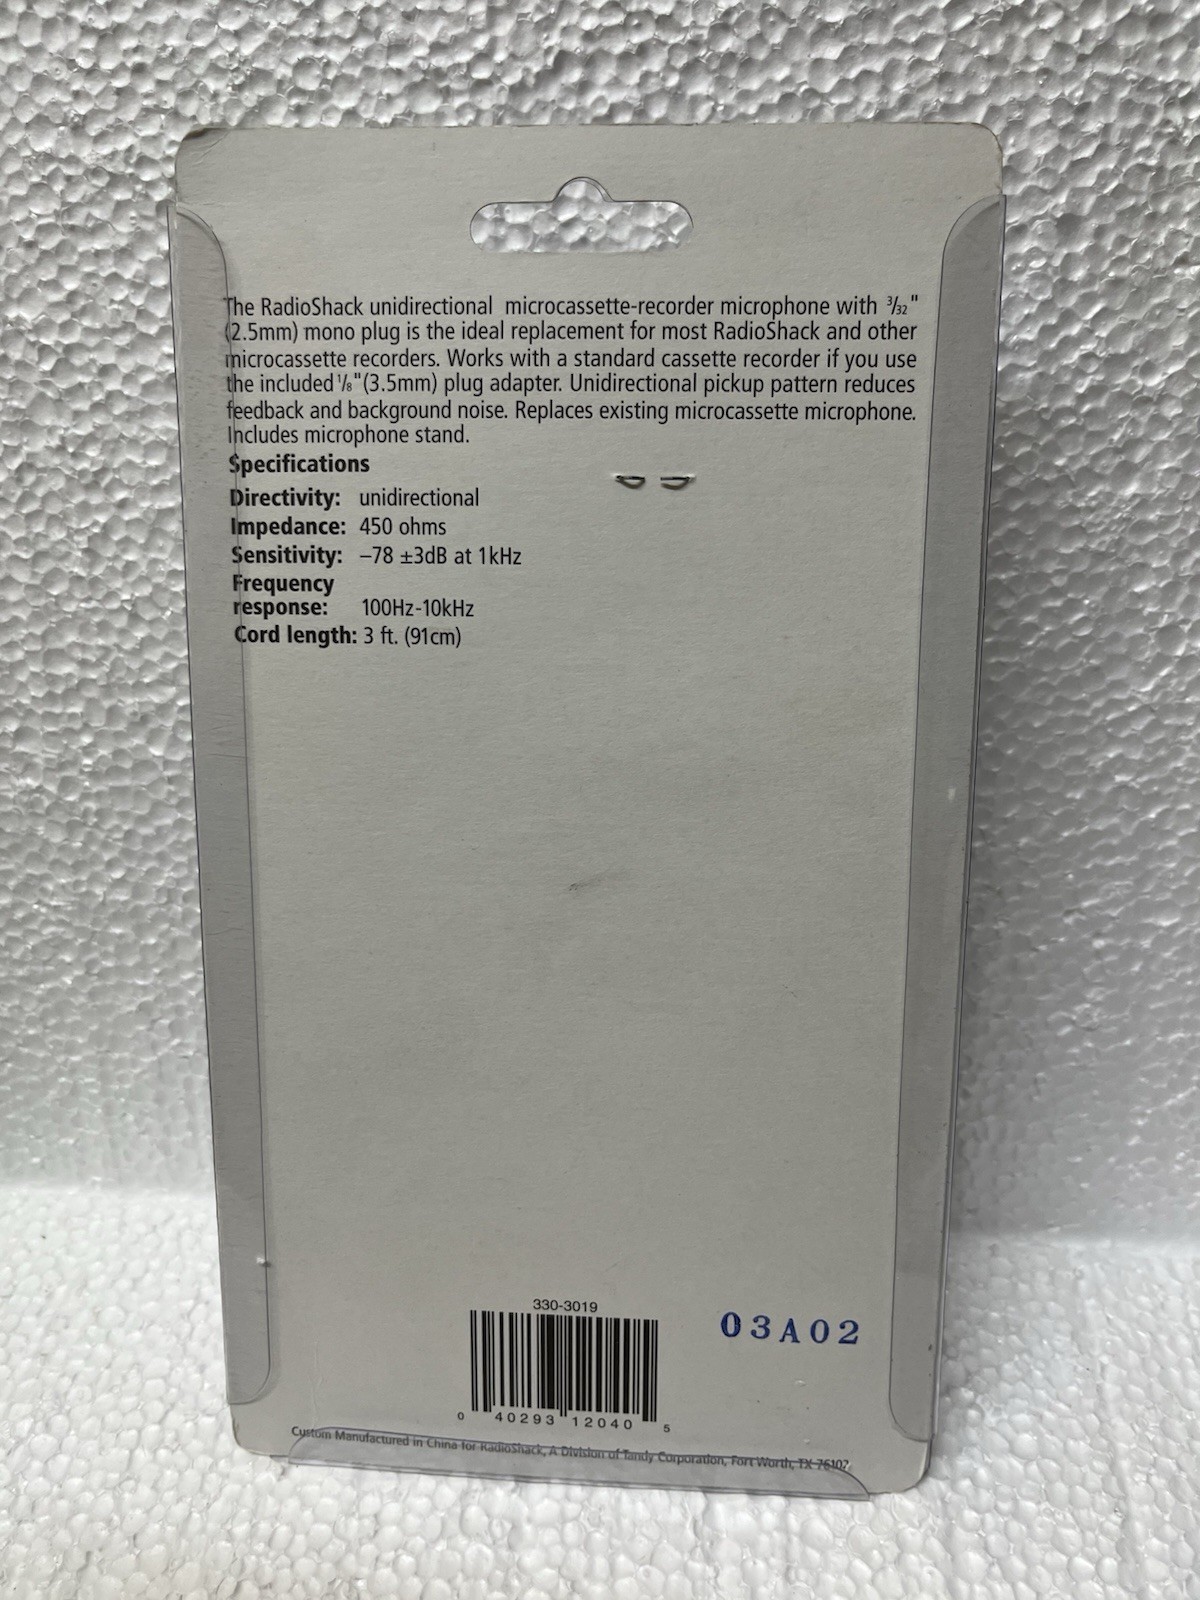 The RadioShack unidirectional microcassette-recorder microphone with 3/32"
(2.5mm) mono plug is the ideal replacement for most RadioShack and other
microcassette recorders. Works with a standard cassette recorder if you use
the included 1/8"(3.5mm) plug adapter. Unidirectional pickup pattern reduces
feedback and background noise. Replaces existing microcassette microphone.
Includes microphone stand.
Specifications
Directivity: unidirectional
Impedance: 450 ohms
Sensitivity: –78 ±3dB at 1kHz
Frequency
response: 100Hz-10kHz
Cord length: 3 ft. (91cm)
330-3019
03A02
0 40293 12040 5
Custom Manufactured in China for RadioShack, A Division of Tandy Corporation, Fort Worth, TX 76102